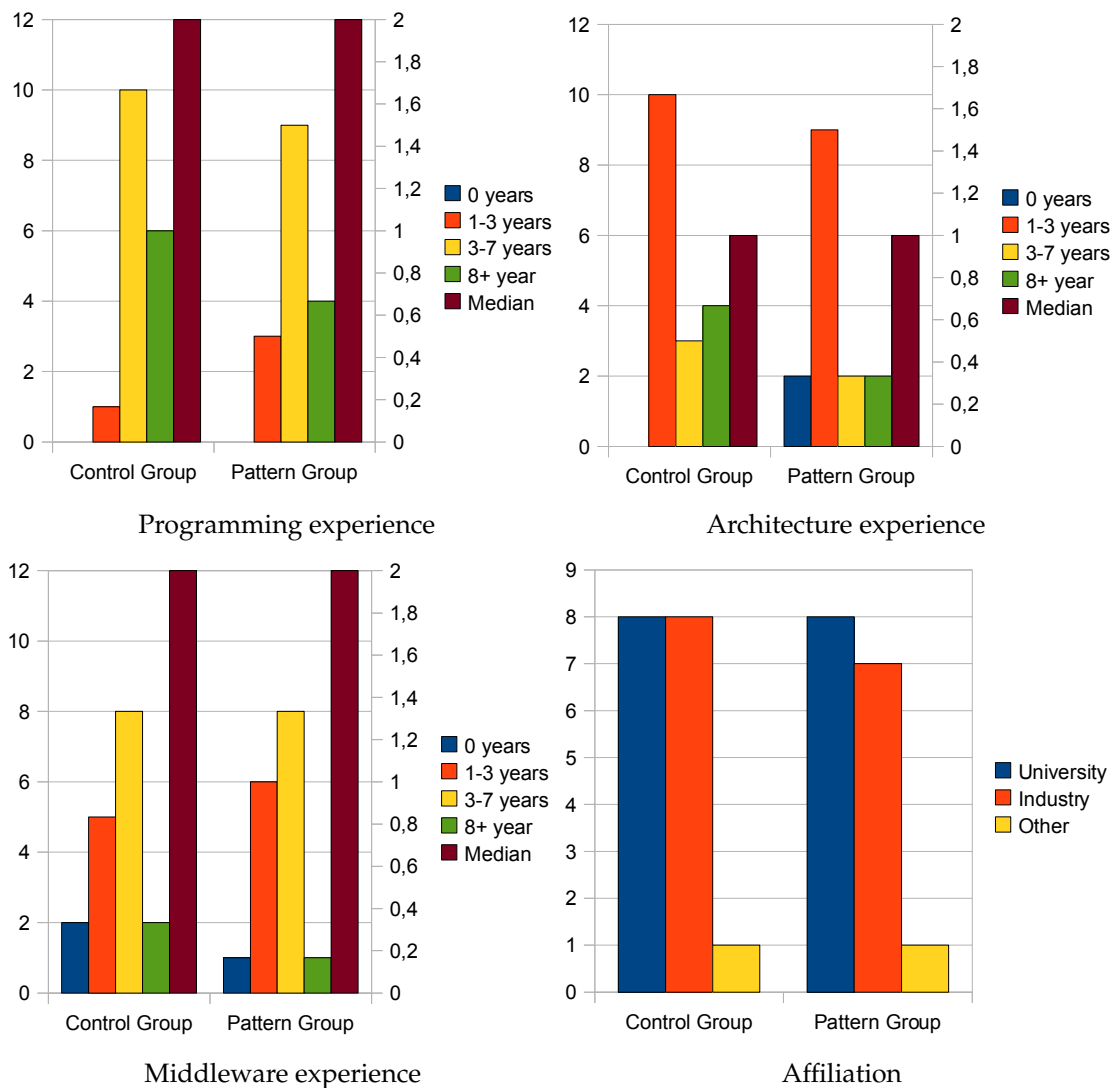 12
10
8
6
4
2
0
2
1,8
1,6
1,4
1,2
1
0,8
0,6
0,4
0,2
0
0 years
1-3 years
3-7 years
8+ year
Median
Control Group Pattern Group
Programming experience
12
10
8
6
4
2
0
2
1,8
1,6
1,4
1,2
1
0,8
0,6
0,4
0,2
0
0 years
1-3 years
3-7 years
8+ year
Median
Control Group Pattern Group
Architecture experience
12
10
8
6
4
2
0
2
1,8
1,6
1,4
1,2
1
0,8
0,6
0,4
0,2
0
0 years
1-3 years
3-7 years
8+ year
Median
Control Group Pattern Group
Middleware experience
9
8
7
6
5
4
3
2
1
0
University
Industry
Other
Control Group Pattern Group
Affiliation